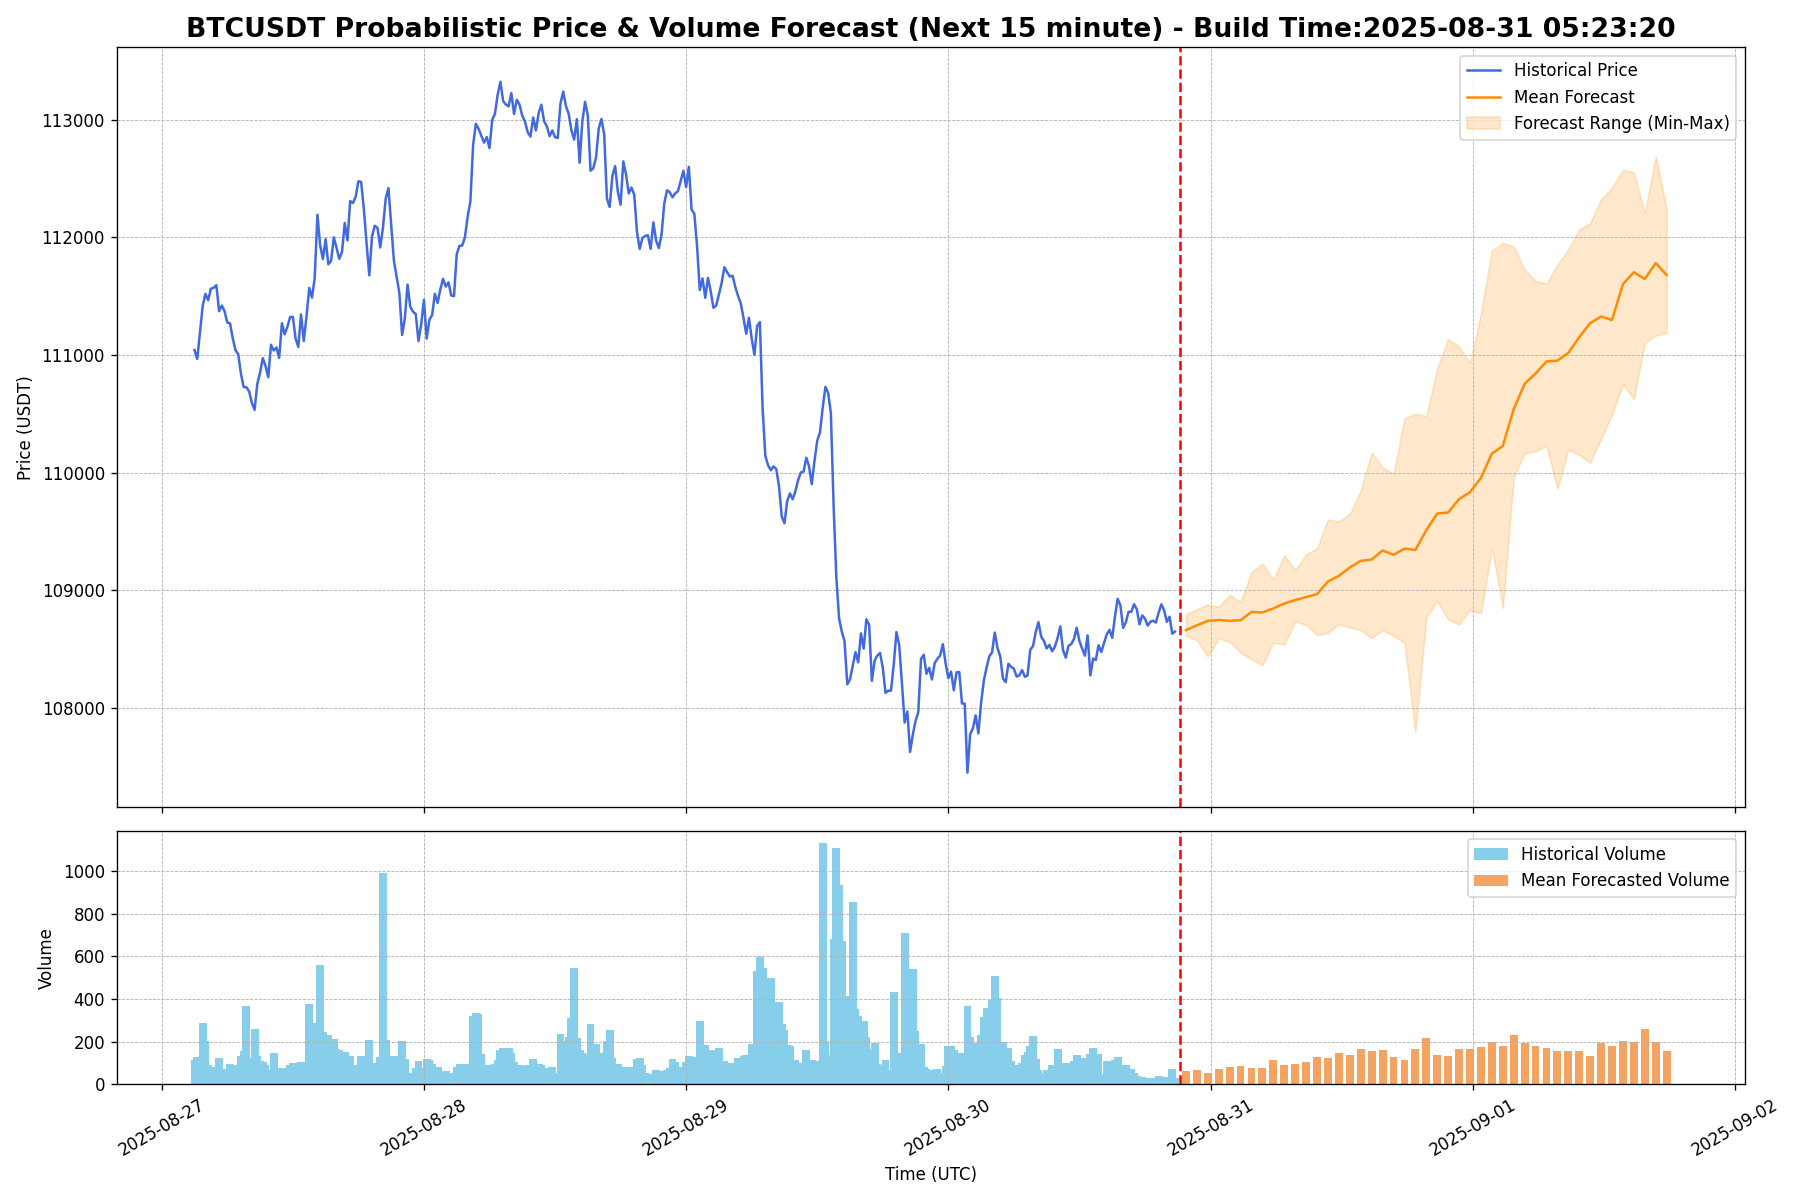 BTCUSDT Probabilistic Price & Volume Forecast (Next 15 minute) - Build Time:2025-08-31 05:23:20
Historical Price
Mean Forecast
Forecast Range (Min-Max)
113000
112000
111000
110000
109000
108000
Price (USDT)
Historical Volume
Mean Forecasted Volume
1000
800
600
400
200
0
Volume
2025-08-27
2025-08-28
2025-08-29
2025-08-30
2025-08-31
2025-09-01
2025-09-02
Time (UTC)